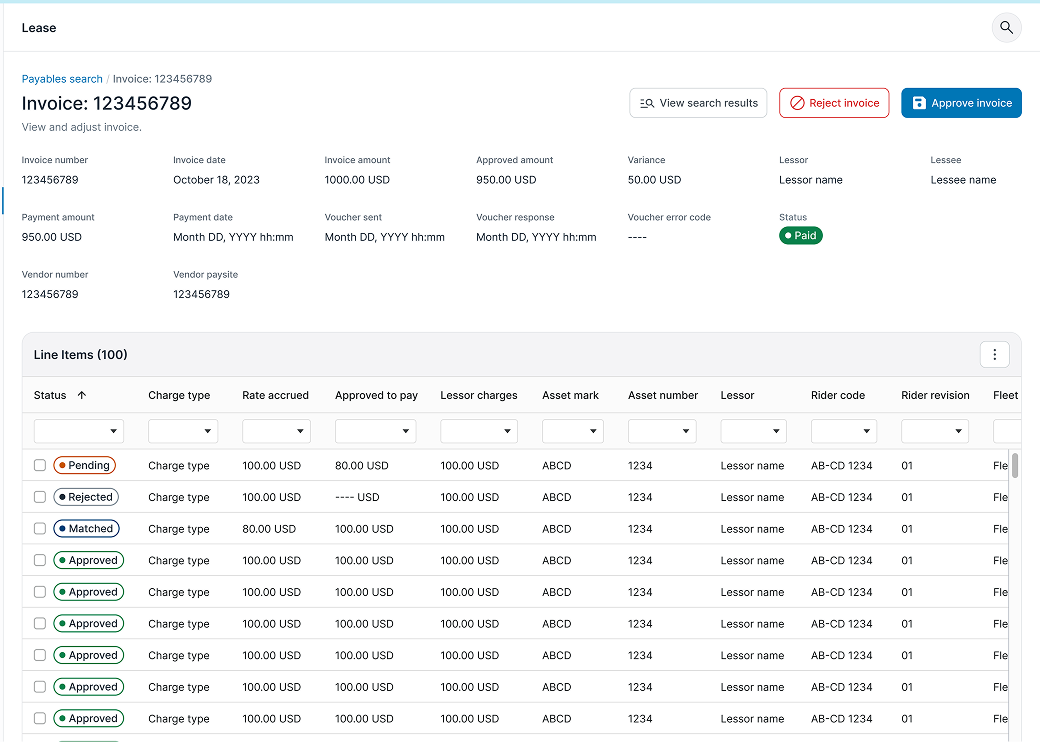 Lease
Payables search / Invoice: 123456789
Invoice: 123456789
View search results
Reject invoice
Approve invoice
View and adjust invoice.
Invoice number Invoice date Invoice amount Approved amount Variance Lessor Lessee
123456789 October 18, 2023 1000.00 USD 950.00 USD 50.00 USD Lessor name Lessee name
Payment amount Payment date Voucher sent Voucher response Voucher error code Status
950.00 USD Month DD, YYYY hh:mm Month DD, YYYY hh:mm Month DD, YYYY hh:mm ---- Paid
Vendor number Vendor paysite
123456789 123456789
Line Items (100)
Status Charge type Rate accrued Approved to pay Lessor charges Asset mark Asset number Lessor Rider code Rider revision Fleet
Pending Charge type 100.00 USD 80.00 USD 100.00 USD ABCD 1234 Lessor name AB-CD 1234 01 Fle
Rejected Charge type 100.00 USD ---- USD 100.00 USD ABCD 1234 Lessor name AB-CD 1234 01 Fle
Matched Charge type 80.00 USD 100.00 USD 100.00 USD ABCD 1234 Lessor name AB-CD 1234 01 Fle
Approved Charge type 100.00 USD 100.00 USD 100.00 USD ABCD 1234 Lessor name AB-CD 1234 01 Fle
Approved Charge type 100.00 USD 100.00 USD 100.00 USD ABCD 1234 Lessor name AB-CD 1234 01 Fle
Approved Charge type 100.00 USD 100.00 USD 100.00 USD ABCD 1234 Lessor name AB-CD 1234 01 Fle
Approved Charge type 100.00 USD 100.00 USD 100.00 USD ABCD 1234 Lessor name AB-CD 1234 01 Fle
Approved Charge type 100.00 USD 100.00 USD 100.00 USD ABCD 1234 Lessor name AB-CD 1234 01 Fle
Approved Charge type 100.00 USD 100.00 USD 100.00 USD ABCD 1234 Lessor name AB-CD 1234 01 Fle